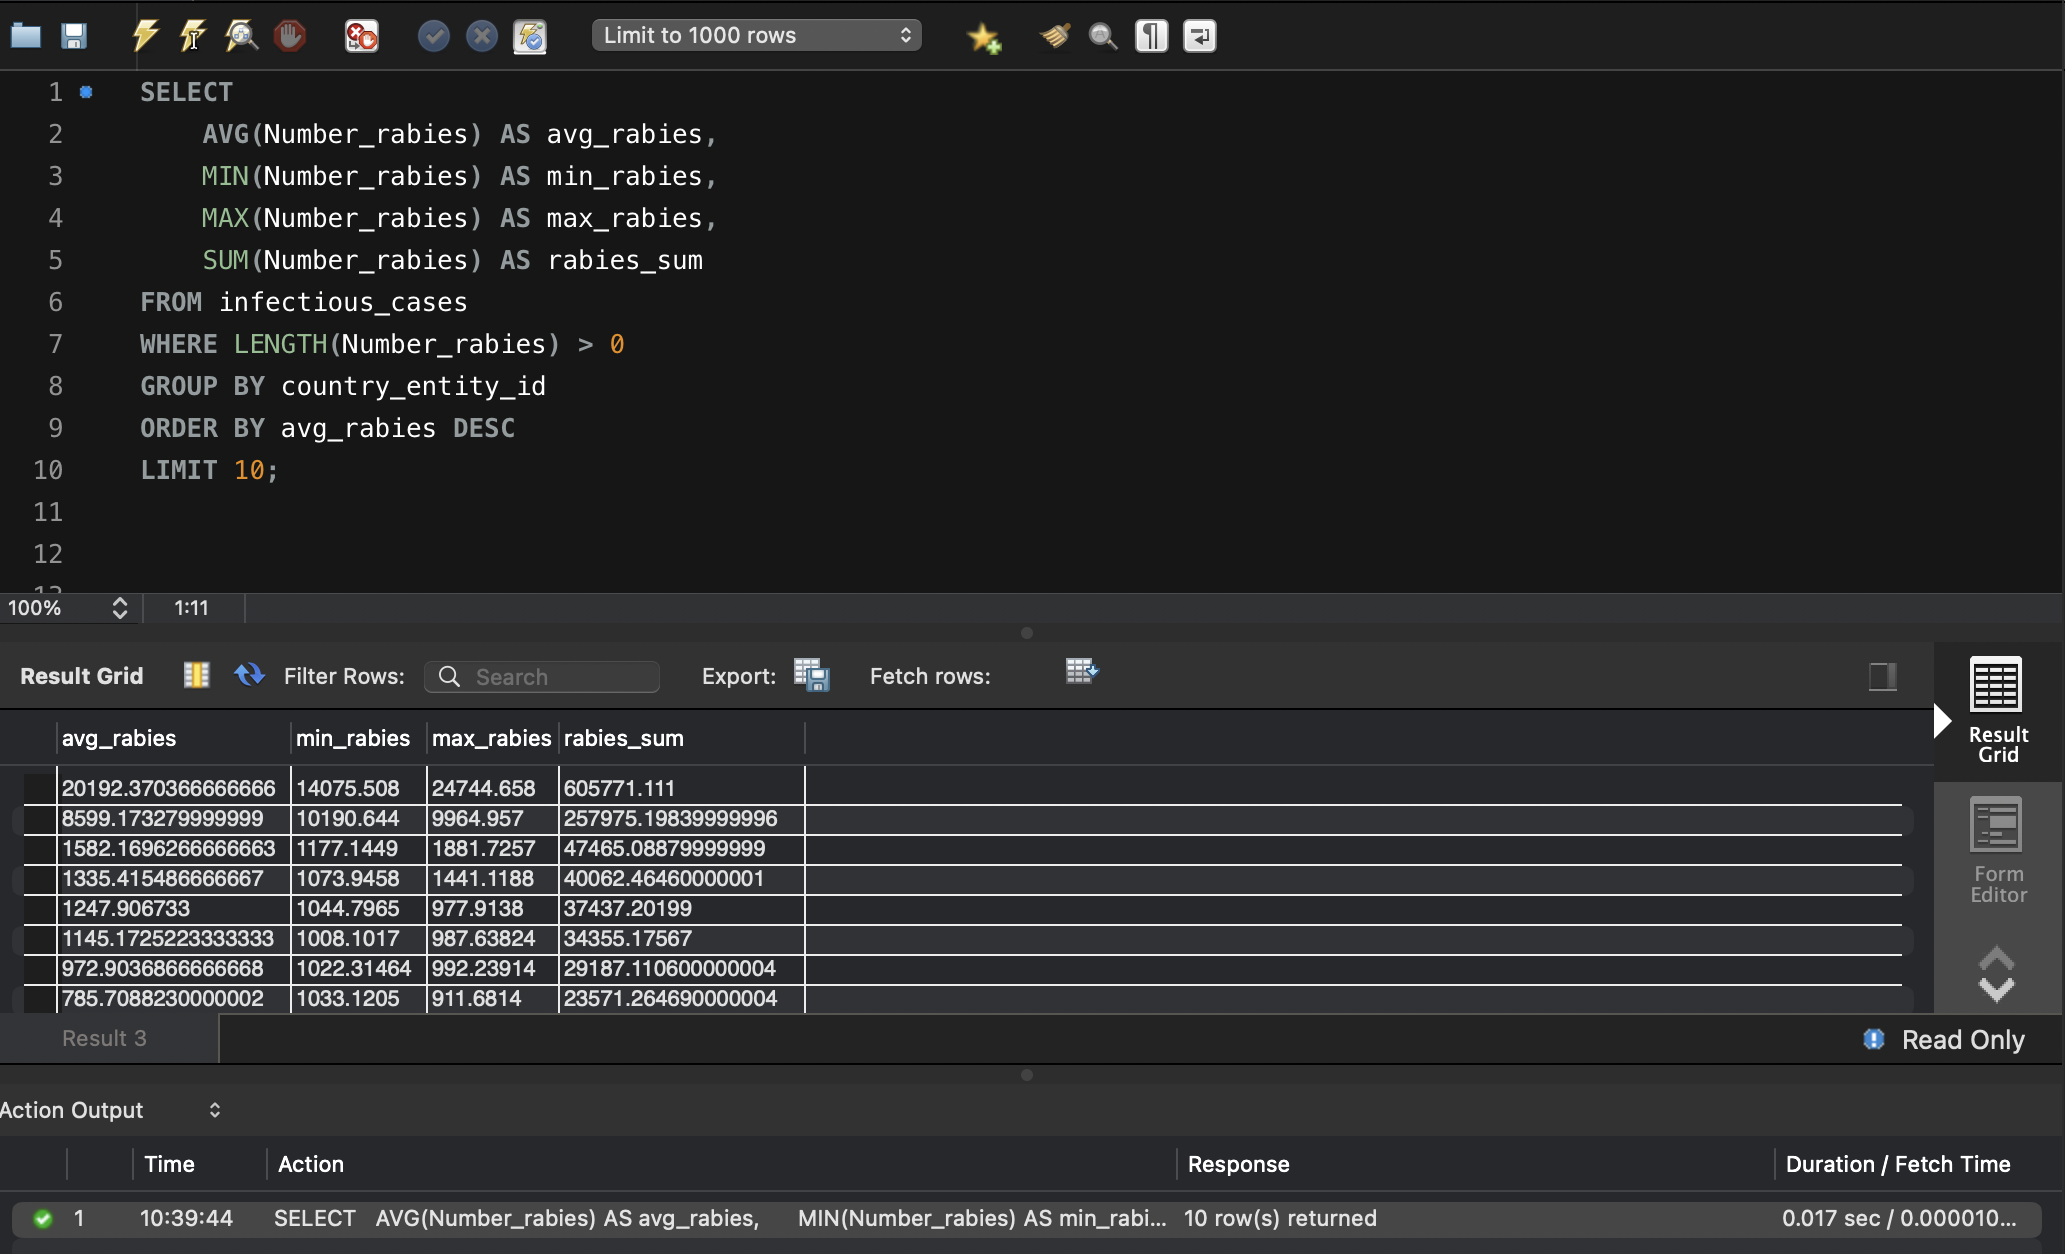 Limit to 1000 rows
1 SELECT
2 AVG(Number_rabies) AS avg_rabies,
3 MIN(Number_rabies) AS min_rabies,
4 MAX(Number_rabies) AS max_rabies,
5 SUM(Number_rabies) AS rabies_sum
6 FROM infectious_cases
7 WHERE LENGTH(Number_rabies) > 0
8 GROUP BY country_entity_id
9 ORDER BY avg_rabies DESC
10 LIMIT 10;
11
12
100% 1:11
Result Grid Filter Rows: Search Export: Fetch rows:
avg_rabies min_rabies max_rabies rabies_sum
20192.370366666666 14075.508 24744.658 605771.111
8599.173279999999 10190.644 9964.957 257975.19839999996
1582.1696266666663 1177.1449 1881.7257 47465.08879999999
1335.415486666667 1073.9458 1441.1188 40062.46460000001
1247.906733 1044.7965 977.9138 37437.20199
1145.1725223333333 1008.1017 987.63824 34355.17567
972.9036866666668 1022.31464 992.23914 29187.110600000004
785.7088230000002 1033.1205 911.6814 23571.264690000004
Result
Grid
Form
Editor
Result 3 Read Only
Action Output
Time Action Response Duration / Fetch Time
1 10:39:44 SELECT AVG(Number_rabies) AS avg_rabies, MIN(Number_rabies) AS min_rabi... 10 row(s) returned 0.017 sec / 0.000010...